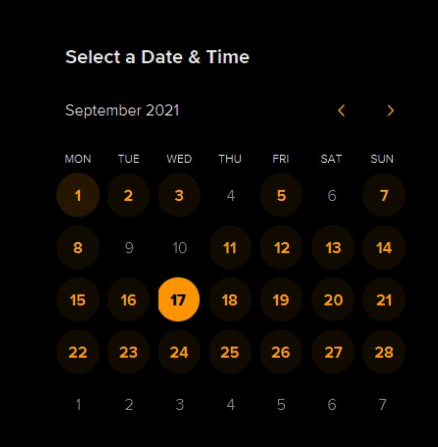 Select a Date & Time
September 2021
MON TUE WED THU FRI SAT SUN
1 2 3 4 5 6 7
8 9 10 11 12 13 14
15 16 17 18 19 20 21
22 23 24 25 26 27 28
1 2 3 4 5 6 7